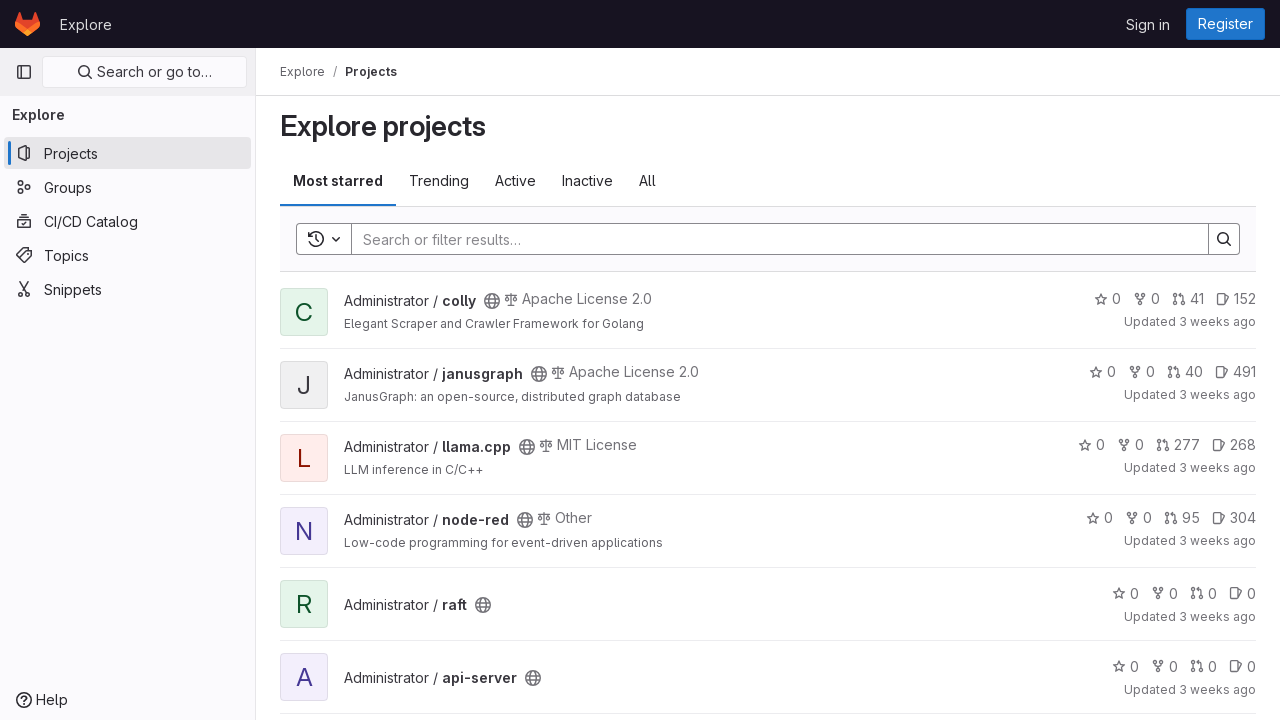 Explore
Sign in
Register
Search or go to…
Explore / Projects
Explore
Projects
Groups
CI/CD Catalog
Topics
Snippets
Help
Explore projects
Most starred
Trending
Active
Inactive
All
Search or filter results…
C
Administrator / colly
Apache License 2.0
0 0 41 152
Elegant Scraper and Crawler Framework for Golang
Updated 3 weeks ago
J
Administrator / janusgraph
Apache License 2.0
0 0 40 491
JanusGraph: an open-source, distributed graph database
Updated 3 weeks ago
L
Administrator / llama.cpp
MIT License
0 0 277 268
LLM inference in C/C++
Updated 3 weeks ago
N
Administrator / node-red
Other
0 0 95 304
Low-code programming for event-driven applications
Updated 3 weeks ago
R
Administrator / raft
0 0 0 0
Updated 3 weeks ago
A
Administrator / api-server
0 0 0 0
Updated 3 weeks ago